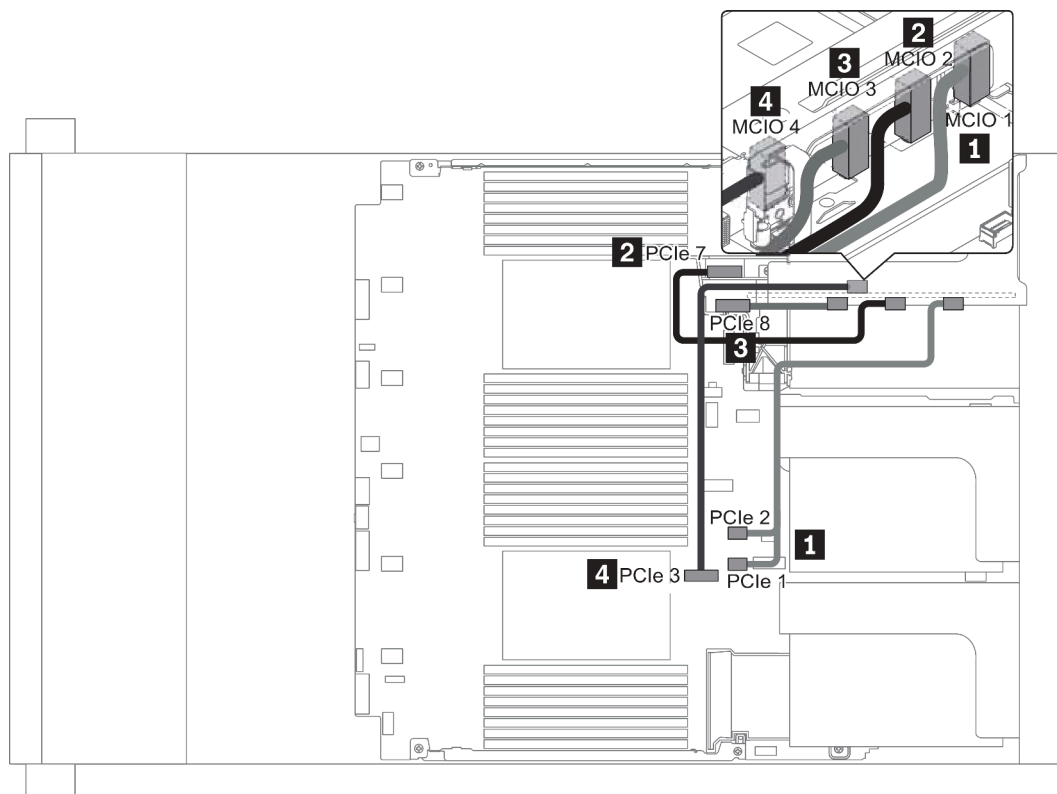 2
MCIO 2
3
MCIO 3
4
MCIO 4
MCIO 1
1
2 PCIe 7
PCIe 8
3
PCIe 2
1
4 PCIe 3
PCIe 1